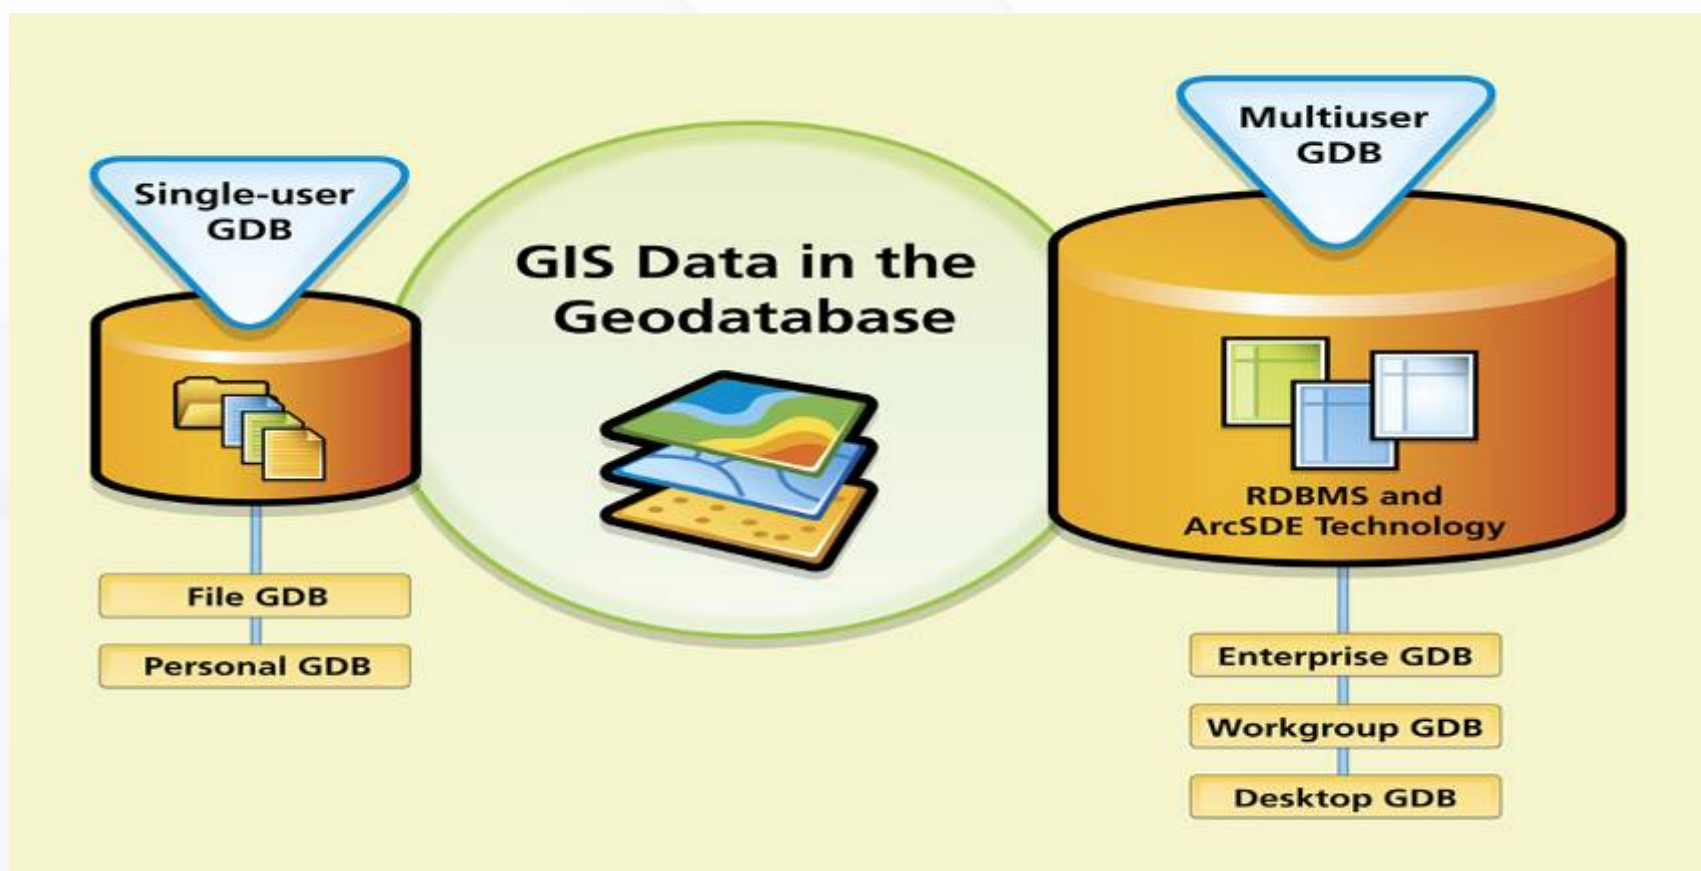 Single-user
GDB
File GDB
Personal GDB
GIS Data in the
Geodatabase
Multiuser
GDB
RDBMS and
ArcSDE Technology
Enterprise GDB
Workgroup GDB
Desktop GDB